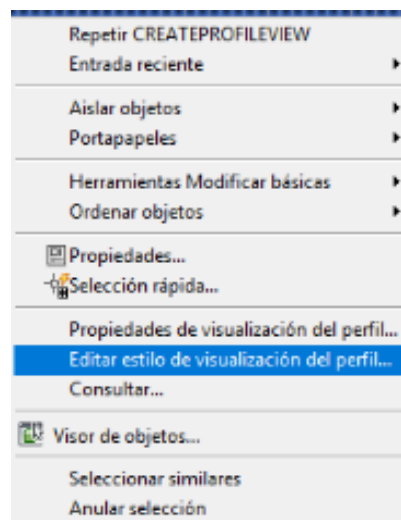 Repetir CREATEPROFILEVIEW
Entrada reciente
Aislar objetos
Portapapeles
Herramientas Modificar básicas
Ordenar objetos
Propiedades...
Selección rápida...
Propiedades de visualización del perfil...
Editar estilo de visualización del perfil...
Consultar...
Visor de objetos...
Seleccionar similares
Anular selección